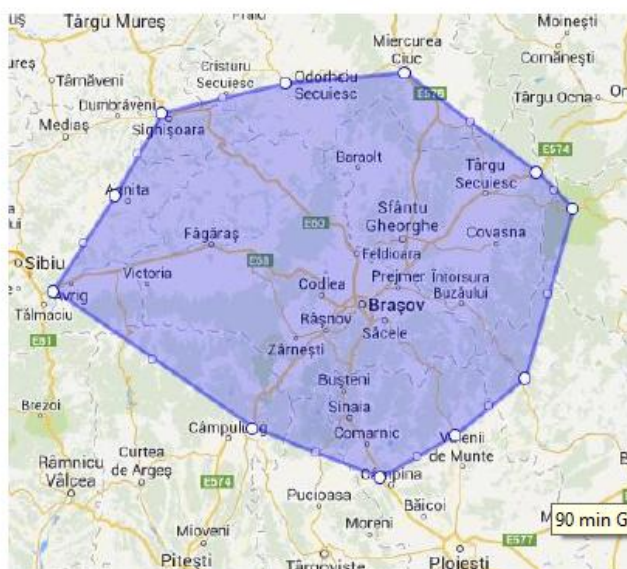 Târgu Mureș
Praid
Miercurea
Ciuc
Moinești
Comănești
Târnăveni
Cristuru
Secuiesc
Odorheiu
Secuiesc
E578
Târgu Ocna
Dumbrăveni
Mediaș
Sighișoara
Baraolt
E574
Târgu
Secuiesc
Agnita
Sfântu
Gheorghe
E60
Făgăraș
Covasna
Feldioara
Sibiu
E68
Victoria
Prejmer
Întorsura
Buzăului
Codlea
Avrig
Tălmaciu
Brașov
Râșnov
Săcele
E81
Zărnești
Bușteni
Brezoi
Sinaia
Câmpulung
Comarnic
Vălenii
de Munte
Curtea
de Argeș
Râmnicu
Vâlcea
E574
Câmpina
Pucioasa
Băicoi
90 min G
Mioveni
Moreni
E577
Pitești
Târgoviște
Ploiești